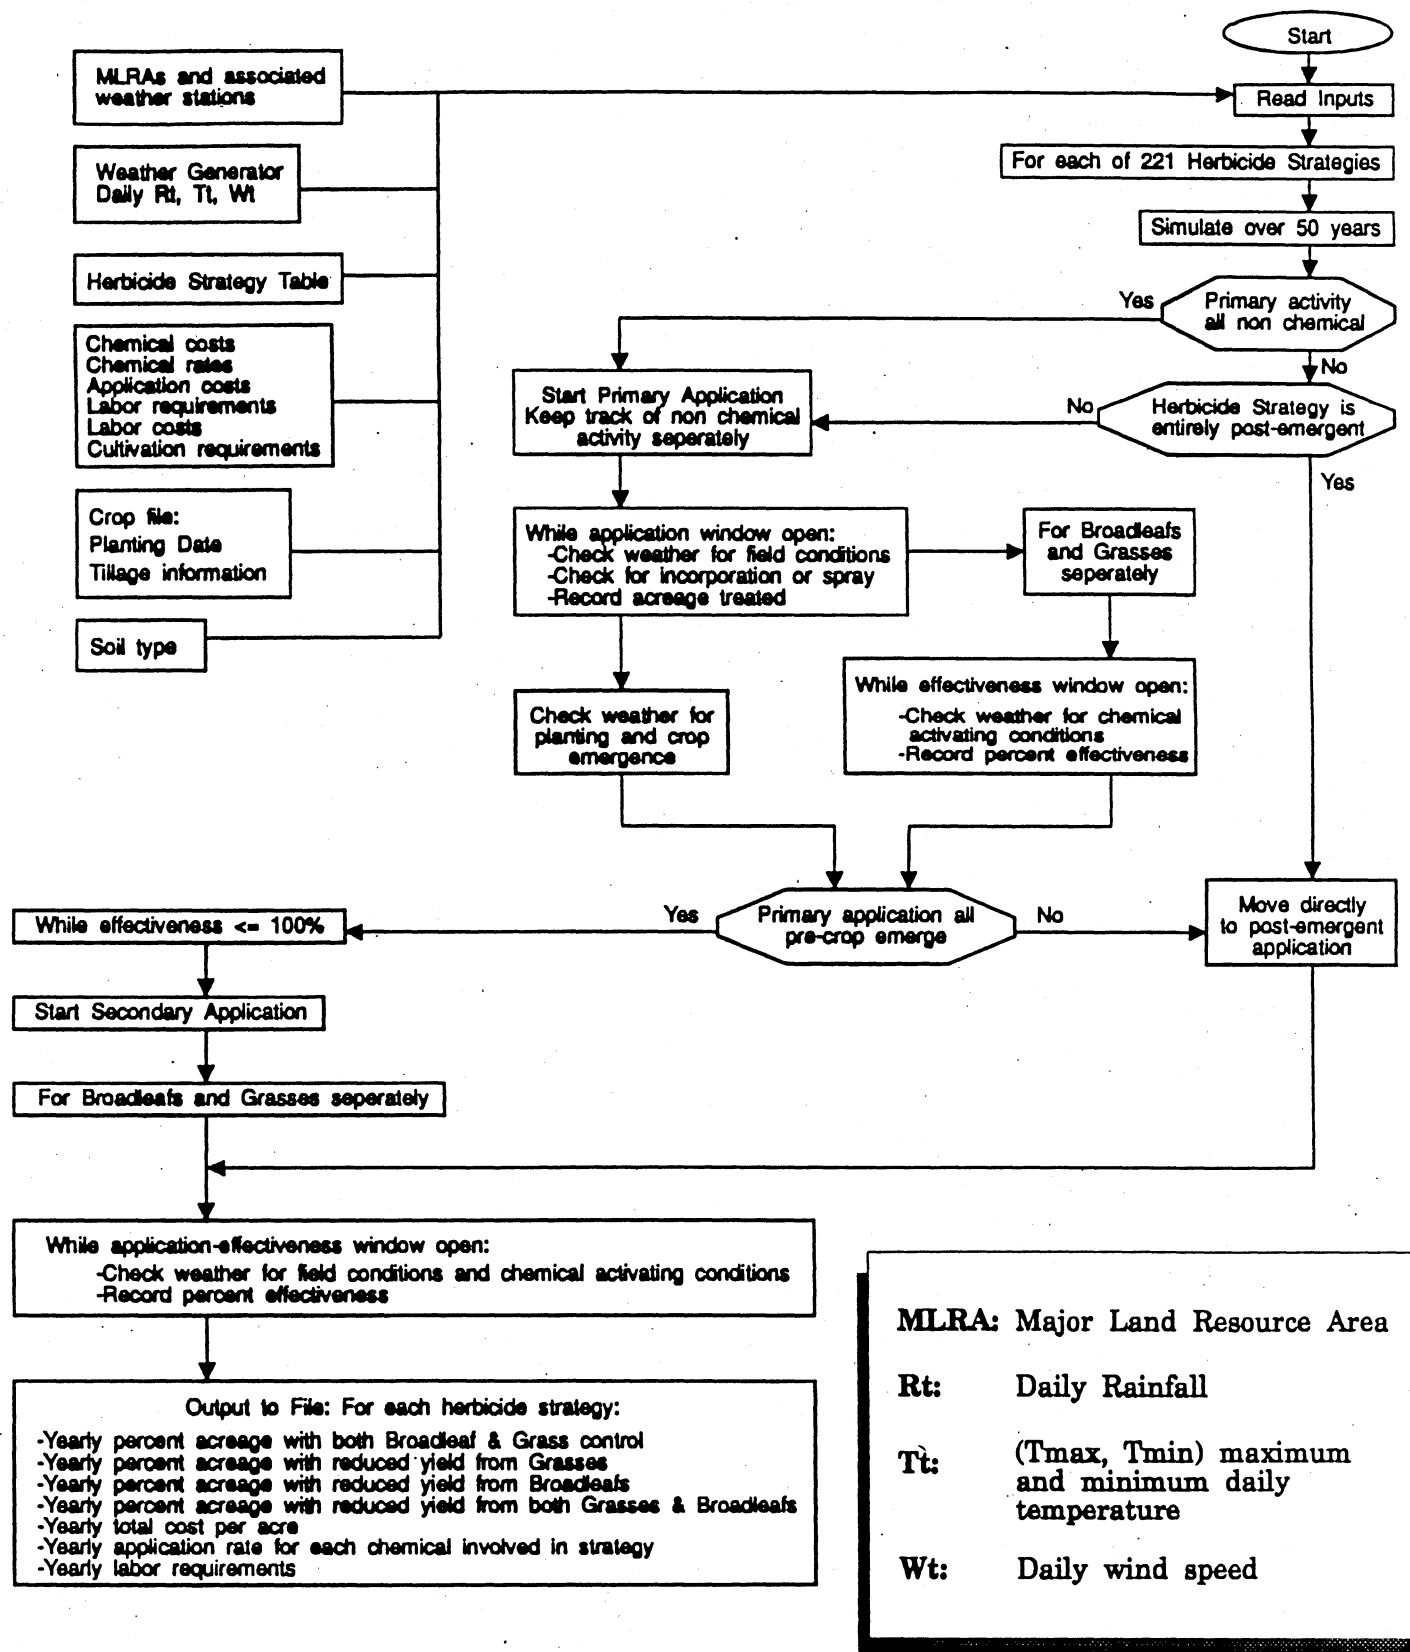 Start
MLRAs and associated
weather stations
Read Inputs
Weather Generator
Daily Rt, Tt, Wt
For each of 221 Herbicide Strategies
Simulate over 50 years
Herbicide Strategy Table
Yes
Primary activity
all non chemical
No
Chemical costs
Chemical rates
Application costs
Labor requirements
Labor costs
Cultivation requirements
Start Primary Application
Keep track of non chemical
activity seperately
No
Herbicide Strategy is
entirely post-emergent
Yes
Crop file:
Planting Date
Tillage information
While application window open:
-Check weather for field conditions
-Check for incorporation or spray
-Record acreage treated
For Broadleafs
and Grasses
seperately
Soil type
Check weather for
planting and crop
emergence
While effectiveness window open:
-Check weather for chemical
activating conditions
-Record percent effectiveness
While effectiveness <= 100%
Yes
Primary application all
pre-crop emerge
No
Move directly
to post-emergent
application
Start Secondary Application
For Broadleafs and Grasses seperately
While application-effectiveness window open:
-Check weather for field conditions and chemical activating conditions
-Record percent effectiveness
Output to File: For each herbicide strategy:
-Yearly percent acreage with both Broadleaf & Grass control
-Yearly percent acreage with reduced yield from Grasses
-Yearly percent acreage with reduced yield from Broadleafs
-Yearly percent acreage with reduced yield from both Grasses & Broadleafs
-Yearly total cost per acre
-Yearly application rate for each chemical involved in strategy
-Yearly labor requirements
MLRA: Major Land Resource Area
Rt: Daily Rainfall
Tt: (Tmax, Tmin) maximum
and minimum daily
temperature
Wt: Daily wind speed